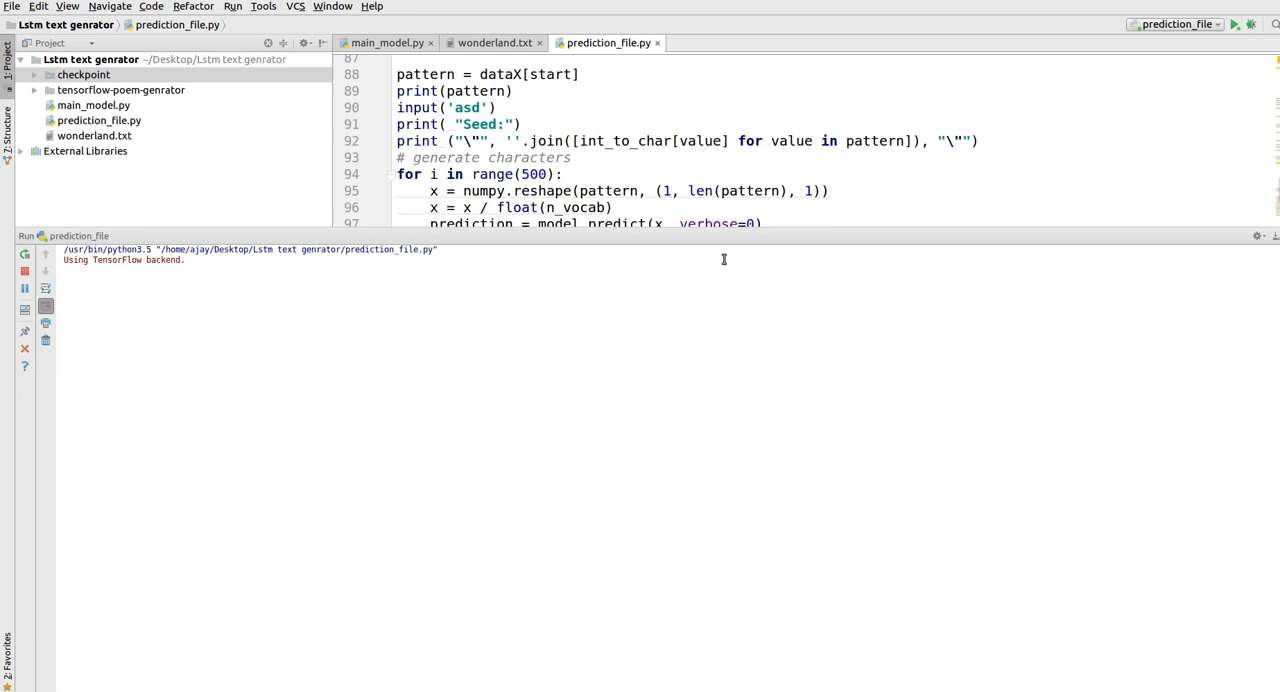 File Edit View Navigate Code Refactor Run Tools VCS Window Help
Lstm text genrator prediction_file.py prediction_file
Project main_model.py wonderland.txt prediction_file.py
1: Project
7: Structure
2: Favorites
Lstm text genrator ~/Desktop/Lstm text genrator
checkpoint
tensorflow-poem-genrator
main_model.py
prediction_file.py
wonderland.txt
External Libraries
87
88 pattern = dataX[start]
89 print(pattern)
90 input('asd')
91 print( "Seed:")
92 print ("\"", ''.join([int_to_char[value] for value in pattern]), "\"")
93 # generate characters
94 for i in range(500):
95 x = numpy.reshape(pattern, (1, len(pattern), 1))
96 x = x / float(n_vocab)
97 prediction = model.predict(x, verbose=0)
Run prediction_file
/usr/bin/python3.5 "/home/ajay/Desktop/Lstm text genrator/prediction_file.py"
Using TensorFlow backend.